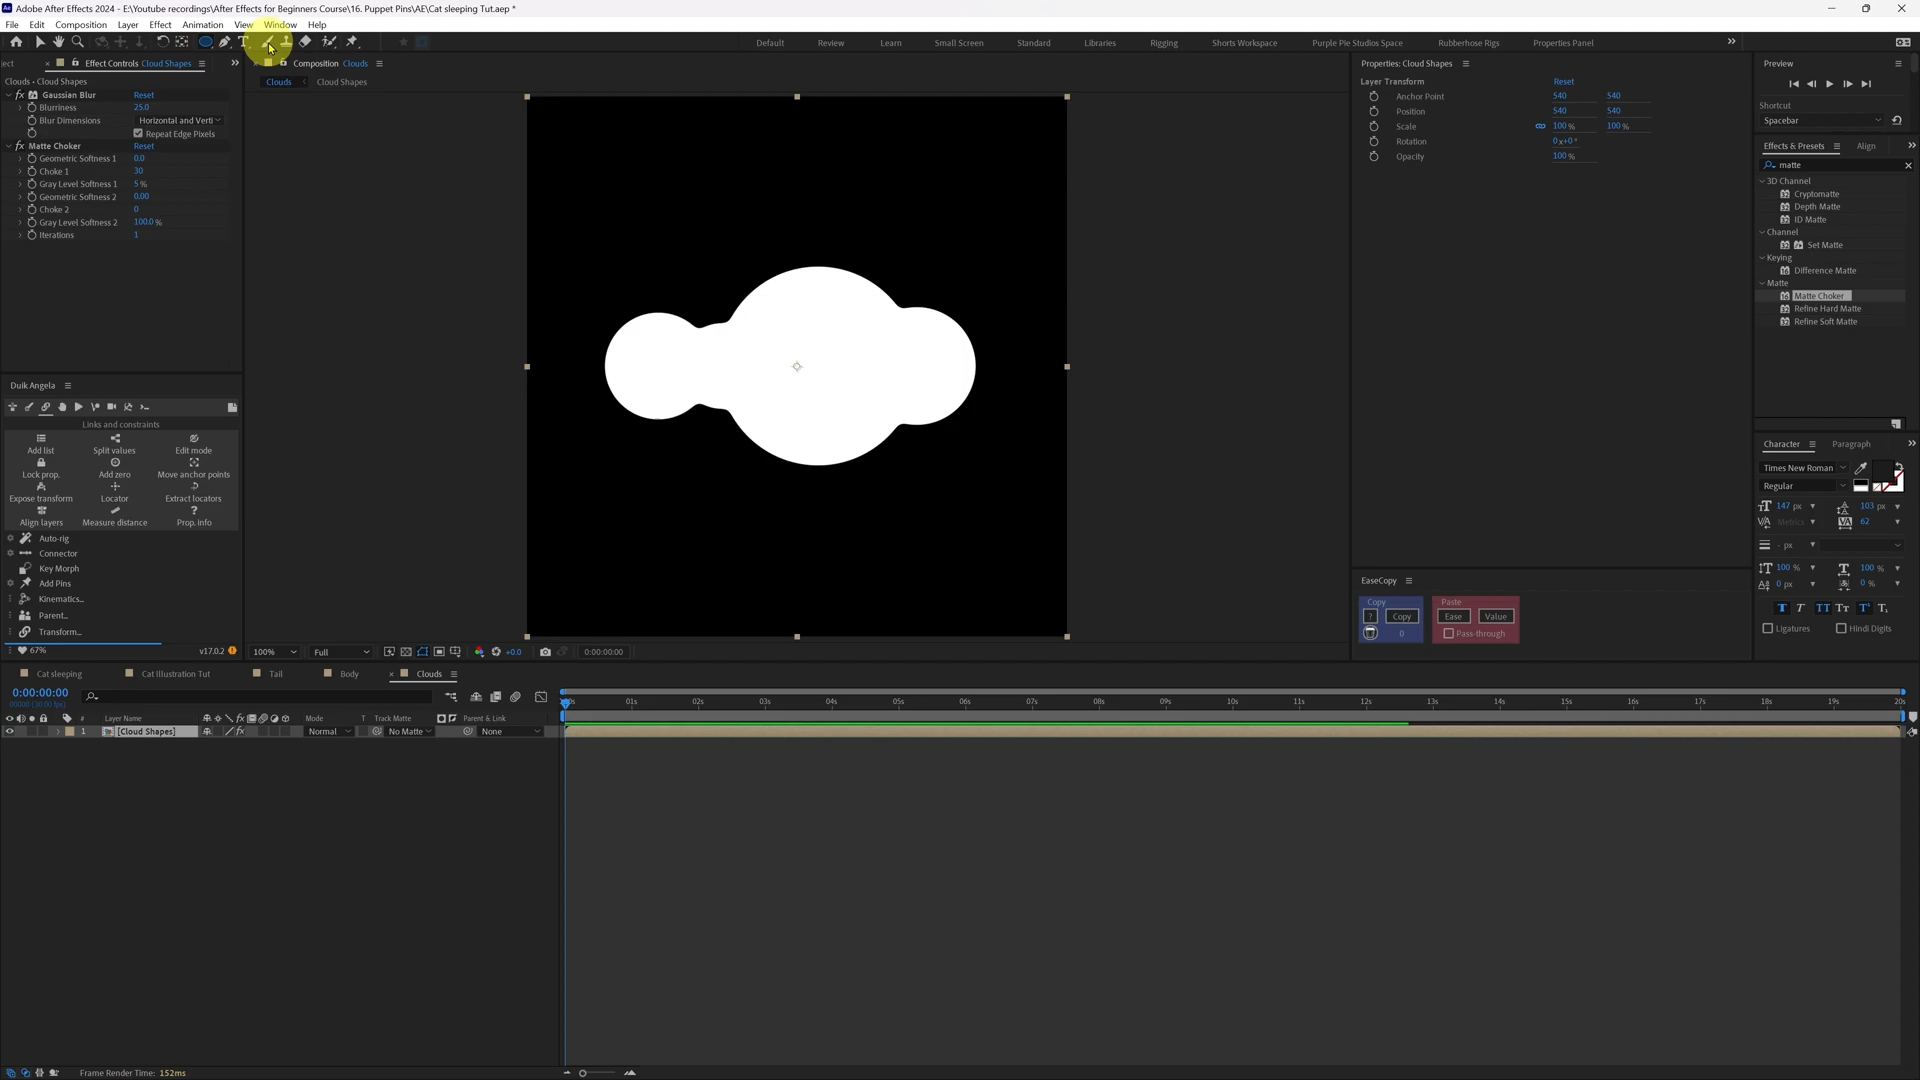 Adobe After Effects 2024 - E:\Youtube recordings\After Effects for Beginners Course\16. Puppet Pins\AE\Cat sleeping Tut.aep *
File Edit Composition Layer Effect Animation View Window Help
Default Review Learn Small Screen Standard Libraries Rigging Shorts Workspace Purple Pie Studios Space Rubberhose Rigs Properties Panel
ect Effect Controls Cloud Shapes
Clouds • Cloud Shapes
fx Gaussian Blur Reset
Blurriness 25.0
Blur Dimensions Horizontal and Verti
Repeat Edge Pixels
fx Matte Choker Reset
Geometric Softness 1 0.0
Choke 1 30
Gray Level Softness 1 5 %
Geometric Softness 2 0.00
Choke 2 0
Gray Level Softness 2 100.0 %
Iterations 1
Duik Angela
Links and constraints
Add list Split values Edit mode
Lock prop. Add zero Move anchor points
Expose transform Locator Extract locators
Align layers Measure distance Prop. info
Auto-rig
Connector
Key Morph
Add Pins
Kinematics...
Parent...
Transform...
67% v17.0.2
Composition Clouds
Clouds Cloud Shapes
100% Full +0.0 0:00:00:00
Properties: Cloud Shapes
Layer Transform Reset
Anchor Point 540 540
Position 540 540
Scale 100 % 100 %
Rotation 0 x+0 °
Opacity 100 %
EaseCopy
Copy
? Copy
0
Paste
Ease Value
Pass-through
Preview
Shortcut
Spacebar
Effects & Presets Align
matte
3D Channel
Cryptomatte
Depth Matte
ID Matte
Channel
Set Matte
Keying
Difference Matte
Matte
Matte Choker
Refine Hard Matte
Refine Soft Matte
Character Paragraph
Times New Roman
Regular
147 px 103 px
Metrics 62
- px
100 % 100 %
0 px 0 %
T T TT Tt T¹ T₁
Ligatures Hindi Digits
Cat sleeping Cat Illustration Tut Tail Body Clouds
0:00:00:00
00000 (30.00 fps)
# Layer Name Mode T Track Matte Parent & Link
1 [Cloud Shapes] Normal No Matte None
01s 02s 03s 04s 05s 06s 07s 08s 09s 10s 11s 12s 13s 14s 15s 16s 17s 18s 19s 20s
Frame Render Time: 152ms